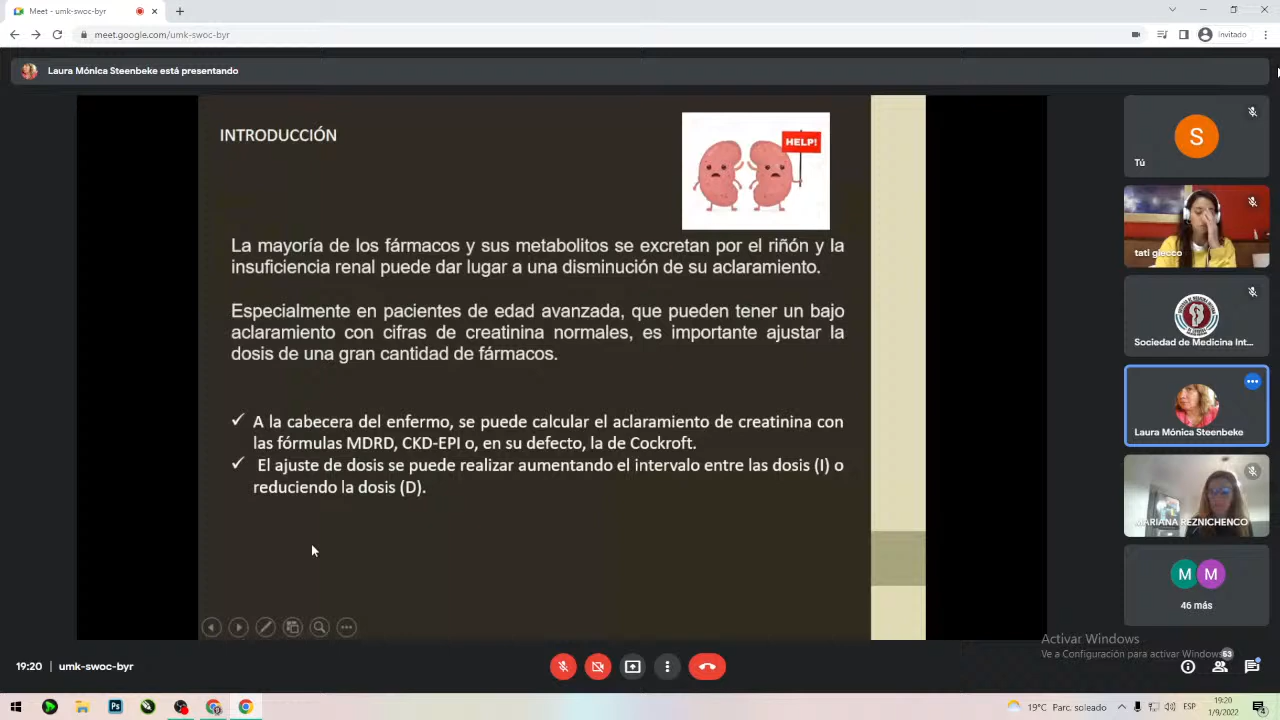 Meet - umk-swoc-byr
meet.google.com/umk-swoc-byr
Invitado
Laura Mónica Steenbeke está presentando
INTRODUCCIÓN
HELP!
La mayoría de los fármacos y sus metabolitos se excretan por el riñón y la
insuficiencia renal puede dar lugar a una disminución de su aclaramiento.
Especialmente en pacientes de edad avanzada, que pueden tener un bajo
aclaramiento con cifras de creatinina normales, es importante ajustar la
dosis de una gran cantidad de fármacos.
✓ A la cabecera del enfermo, se puede calcular el aclaramiento de creatinina con
las fórmulas MDRD, CKD-EPI o, en su defecto, la de Cockroft.
✓ El ajuste de dosis se puede realizar aumentando el intervalo entre las dosis (I) o
reduciendo la dosis (D).
S
Tú
tati giecco
Sociedad de Medicina Int...
Laura Mónica Steenbeke
MARIANA REZNICHENCO
M M
46 más
Activar Windows
Ve a Configuración para activar Windows.
63
19:20 | umk-swoc-byr
19°C Parc. soleado
ESP
19:20
1/9/2022
4